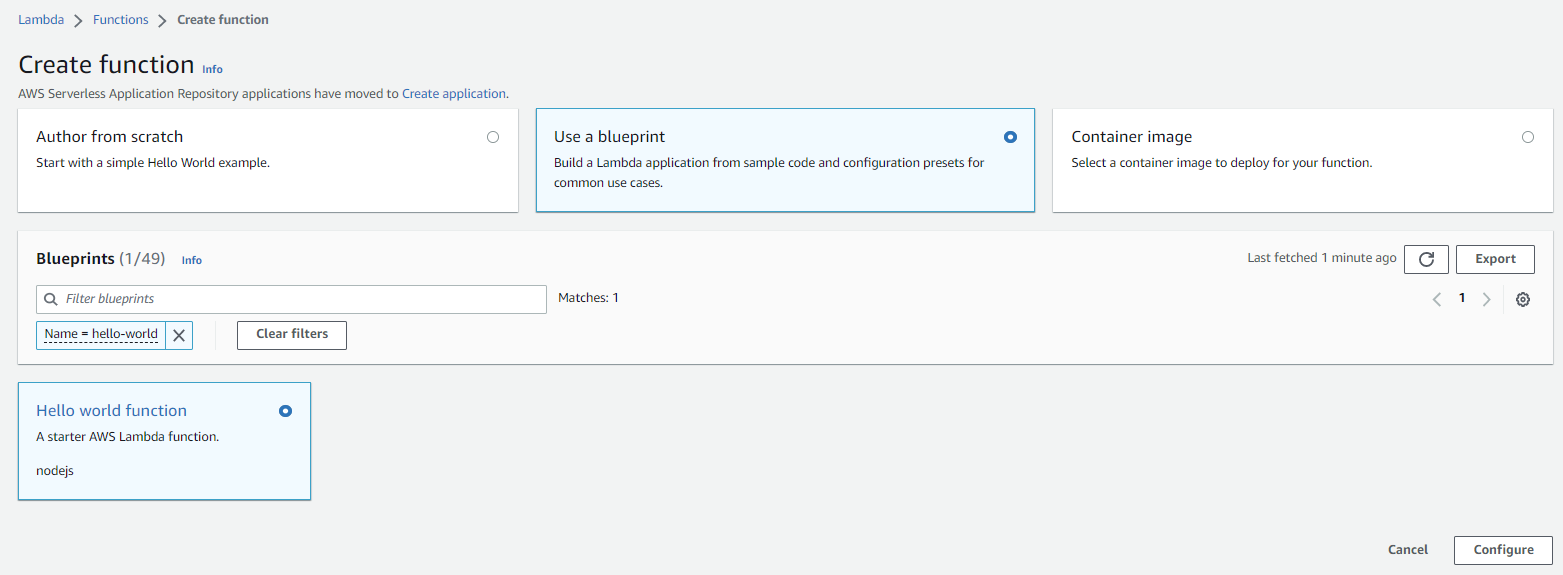 Lambda Functions Create function
Create function Info
AWS Serverless Application Repository applications have moved to Create application.
Author from scratch
Start with a simple Hello World example.
Use a blueprint
Build a Lambda application from sample code and configuration presets for
common use cases.
Container image
Select a container image to deploy for your function.
Blueprints (1/49) Info
Last fetched 1 minute ago
Export
Filter blueprints
Matches: 1
1
Name = hello-world
Clear filters
Hello world function
A starter AWS Lambda function.
nodejs
Cancel
Configure